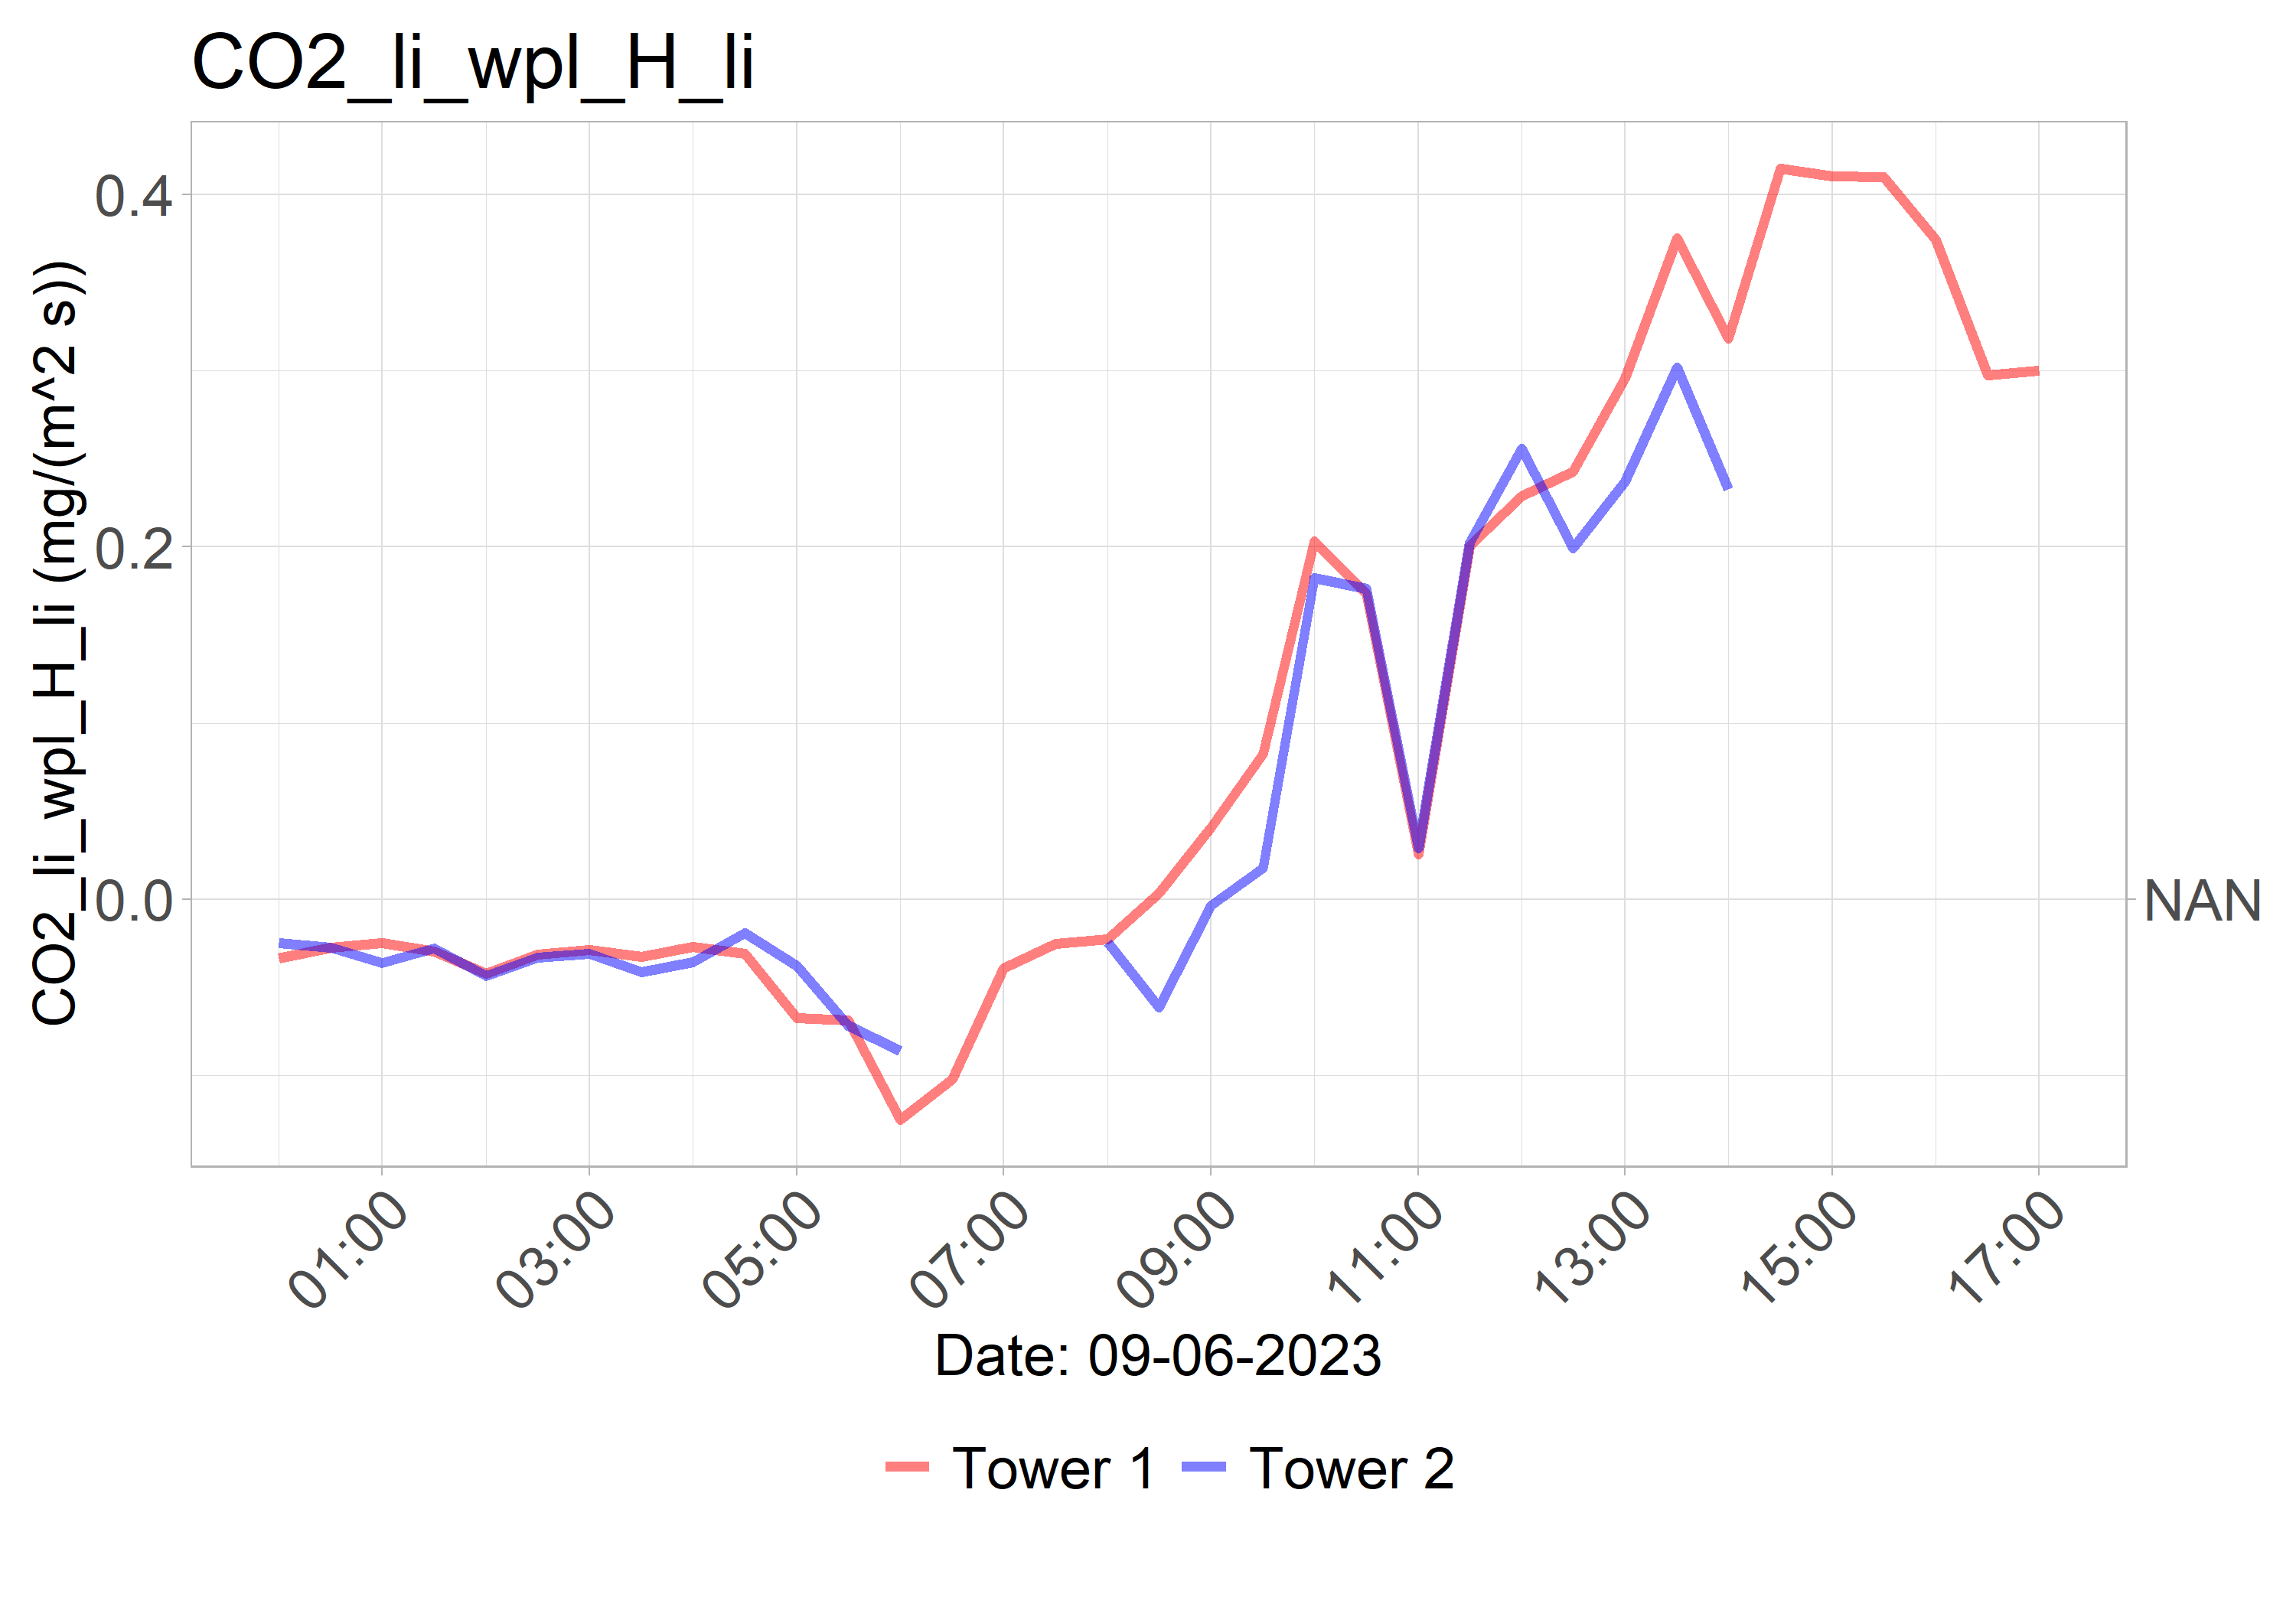 CO2_li_wpl_H_li
CO2_li_wpl_H_li (mg/(m^2 s))
0.4
0.2
0.0
NAN
01:00
03:00
05:00
07:00
09:00
11:00
13:00
15:00
17:00
Date: 09-06-2023
Tower 1
Tower 2